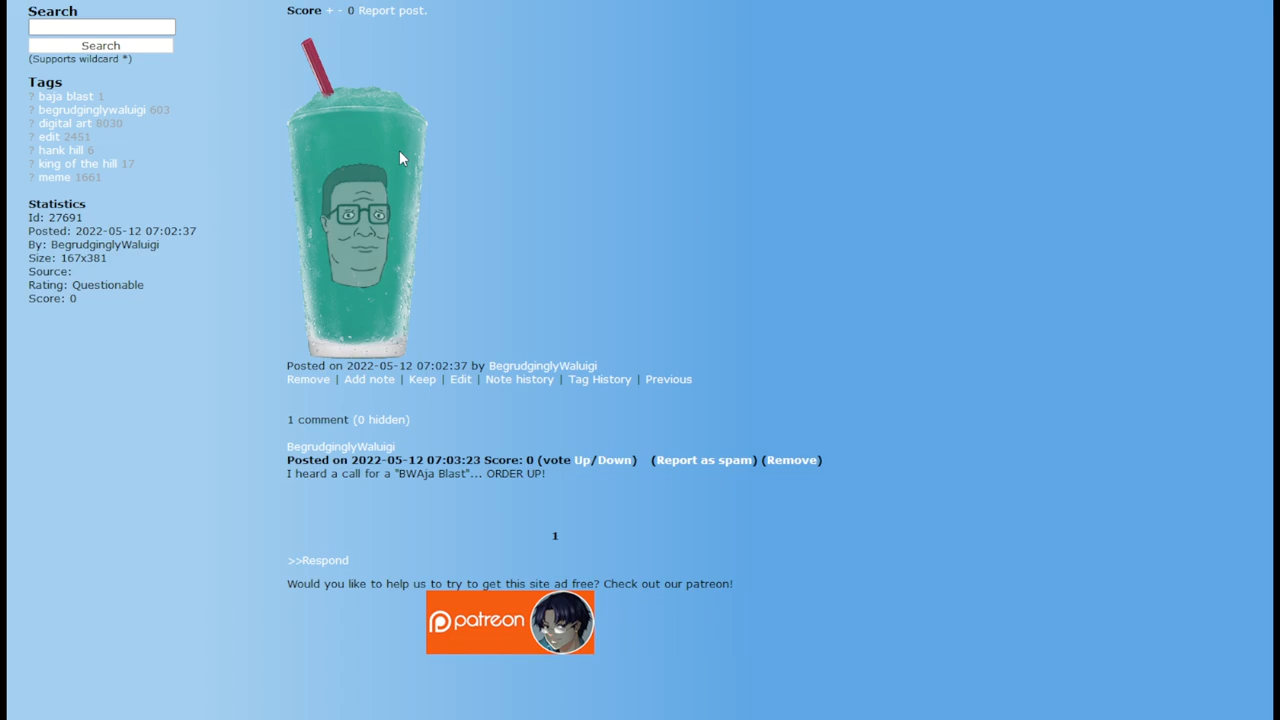 Search
Search
(Supports wildcard *)
Tags
? baja blast 1
? begrudginglywaluigi 603
? digital art 8030
? edit 2451
? hank hill 6
? king of the hill 17
? meme 1661
Statistics
Id: 27691
Posted: 2022-05-12 07:02:37
By: BegrudginglyWaluigi
Size: 167x381
Source:
Rating: Questionable
Score: 0
Score + - 0 Report post.
Posted on 2022-05-12 07:02:37 by BegrudginglyWaluigi
Remove | Add note | Keep | Edit | Note history | Tag History | Previous
1 comment (0 hidden)
BegrudginglyWaluigi
Posted on 2022-05-12 07:03:23 Score: 0 (vote Up/Down) (Report as spam) (Remove)
I heard a call for a "BWAja Blast"... ORDER UP!
1
>>Respond
Would you like to help us to try to get this site ad free? Check out our patreon!
patreon